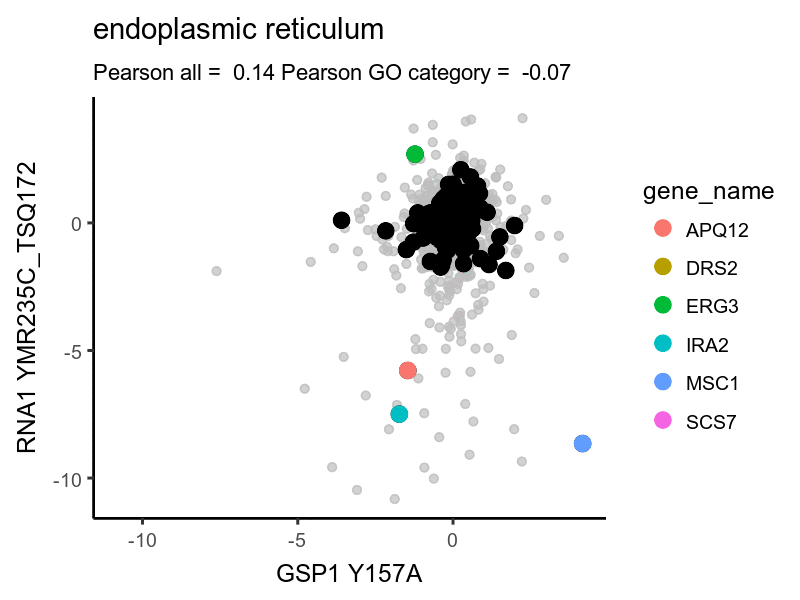 endoplasmic reticulum
Pearson all =  0.14 Pearson GO category =  -0.07
RNA1 YMR235C_TSQ172
0
-5
-10
-10
-5
0
GSP1 Y157A
gene_name
APQ12
DRS2
ERG3
IRA2
MSC1
SCS7